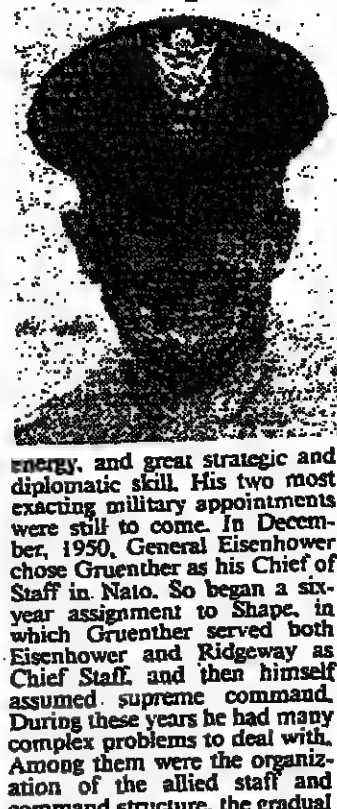 energy, and great strategic and
diplomatic skill. His two most
exacting military appointments
were still to come. In Decem-
ber, 1950, General Eisenhower
chose Gruenther as his Chief of
Staff in Nato. So began a six-
year assignment to Shape, in
which Gruenther served both
Eisenhower and Ridgeway as
Chief Staff, and then himself
assumed supreme command.
During these years he had many
complex problems to deal with.
Among them were the organiz-
ation of the allied staff and
command structure, the gradual